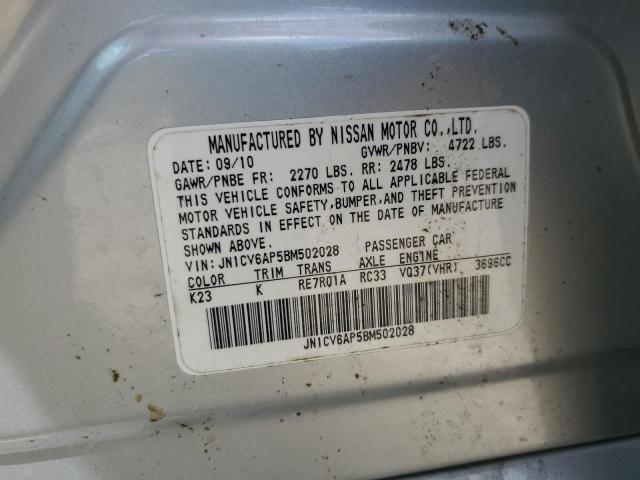 MANUFACTURED BY NISSAN MOTOR CO.,LTD.
DATE: 09/10 GVWR/PNBV: 4722 LBS.
GAWR/PNBE FR: 2270 LBS. RR: 2478 LBS.
THIS VEHICLE CONFORMS TO ALL APPLICABLE FEDERAL
MOTOR VEHICLE SAFETY,BUMPER,AND THEFT PREVENTION
STANDARDS IN EFFECT ON THE DATE OF MANUFACTURE
SHOWN ABOVE.
VIN:JN1CV6AP5BM502028 PASSENGER CAR
COLOR TRIM TRANS AXLE ENGINE
K23 K RE7R01A RC33 VQ37(VHR) 3696CC
JN1CV6AP5BM502028